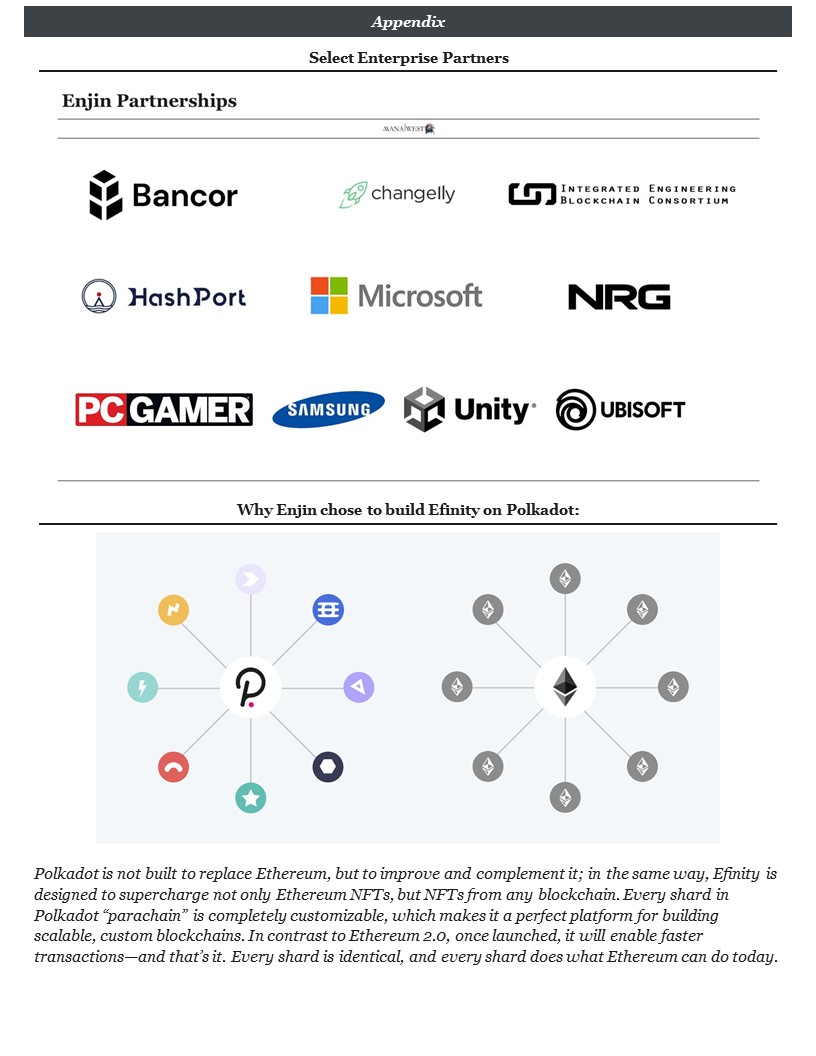 Appendix
Select Enterprise Partners
Enjin Partnerships
MANA WEST
Bancor
changelly
INTEGRATED ENGINEERING
BLOCKCHAIN CONSORTIUM
HashPort
Microsoft
NRG
PC GAMER
SAMSUNG
Unity®
UBISOFT
Why Enjin chose to build Efinity on Polkadot:
Polkadot is not built to replace Ethereum, but to improve and complement it; in the same way, Efinity is
designed to supercharge not only Ethereum NFTs, but NFTs from any blockchain. Every shard in
Polkadot “parachain” is completely customizable, which makes it a perfect platform for building
scalable, custom blockchains. In contrast to Ethereum 2.0, once launched, it will enable faster
transactions—and that’s it. Every shard is identical, and every shard does what Ethereum can do today.